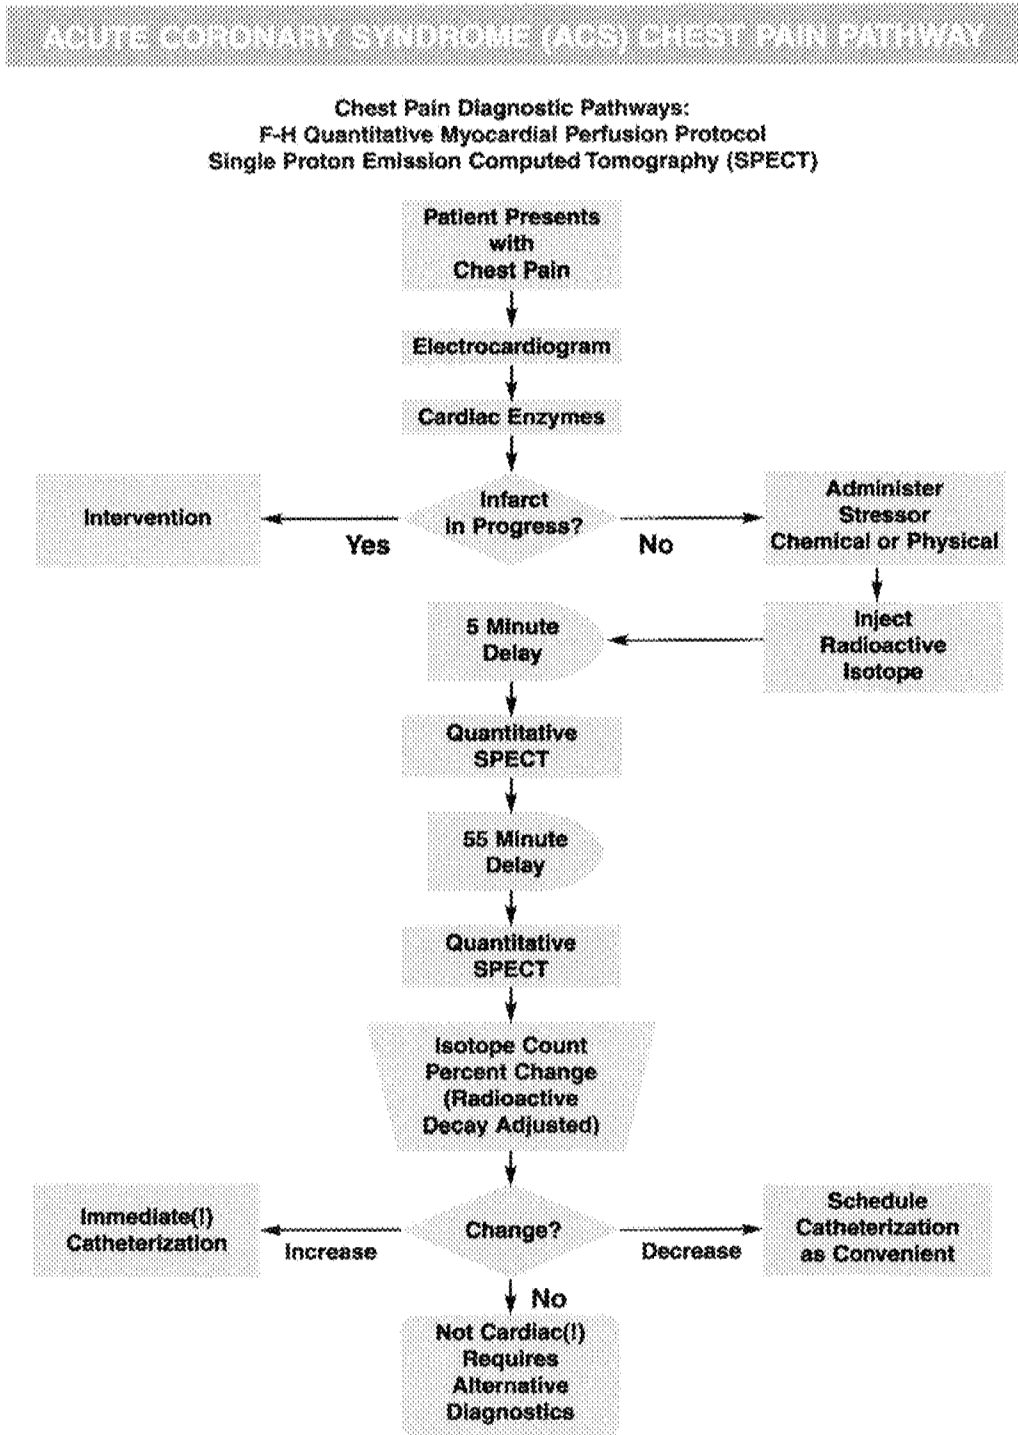 ACUTE CORONARY SYNDROME (ACS) CHEST PAIN PATHWAY
Chest Pain Diagnostic Pathways:
F-H Quantitative Myocardial Perfusion Protocol
Single Proton Emission Computed Tomography (SPECT)
Patient Presents
with
Chest Pain
Electrocardiogram
Cardiac Enzymes
Infarct
in Progress?
Yes
Intervention
No
Administer
Stressor
Chemical or Physical
Inject
Radioactive
Isotope
5 Minute
Delay
Quantitative
SPECT
55 Minute
Delay
Quantitative
SPECT
Isotope Count
Percent Change
(Radioactive
Decay Adjusted)
Change?
Increase
Immediate(!)
Catheterization
Decrease
Schedule
Catheterization
as Convenient
No
Not Cardiac(!)
Requires
Alternative
Diagnostics